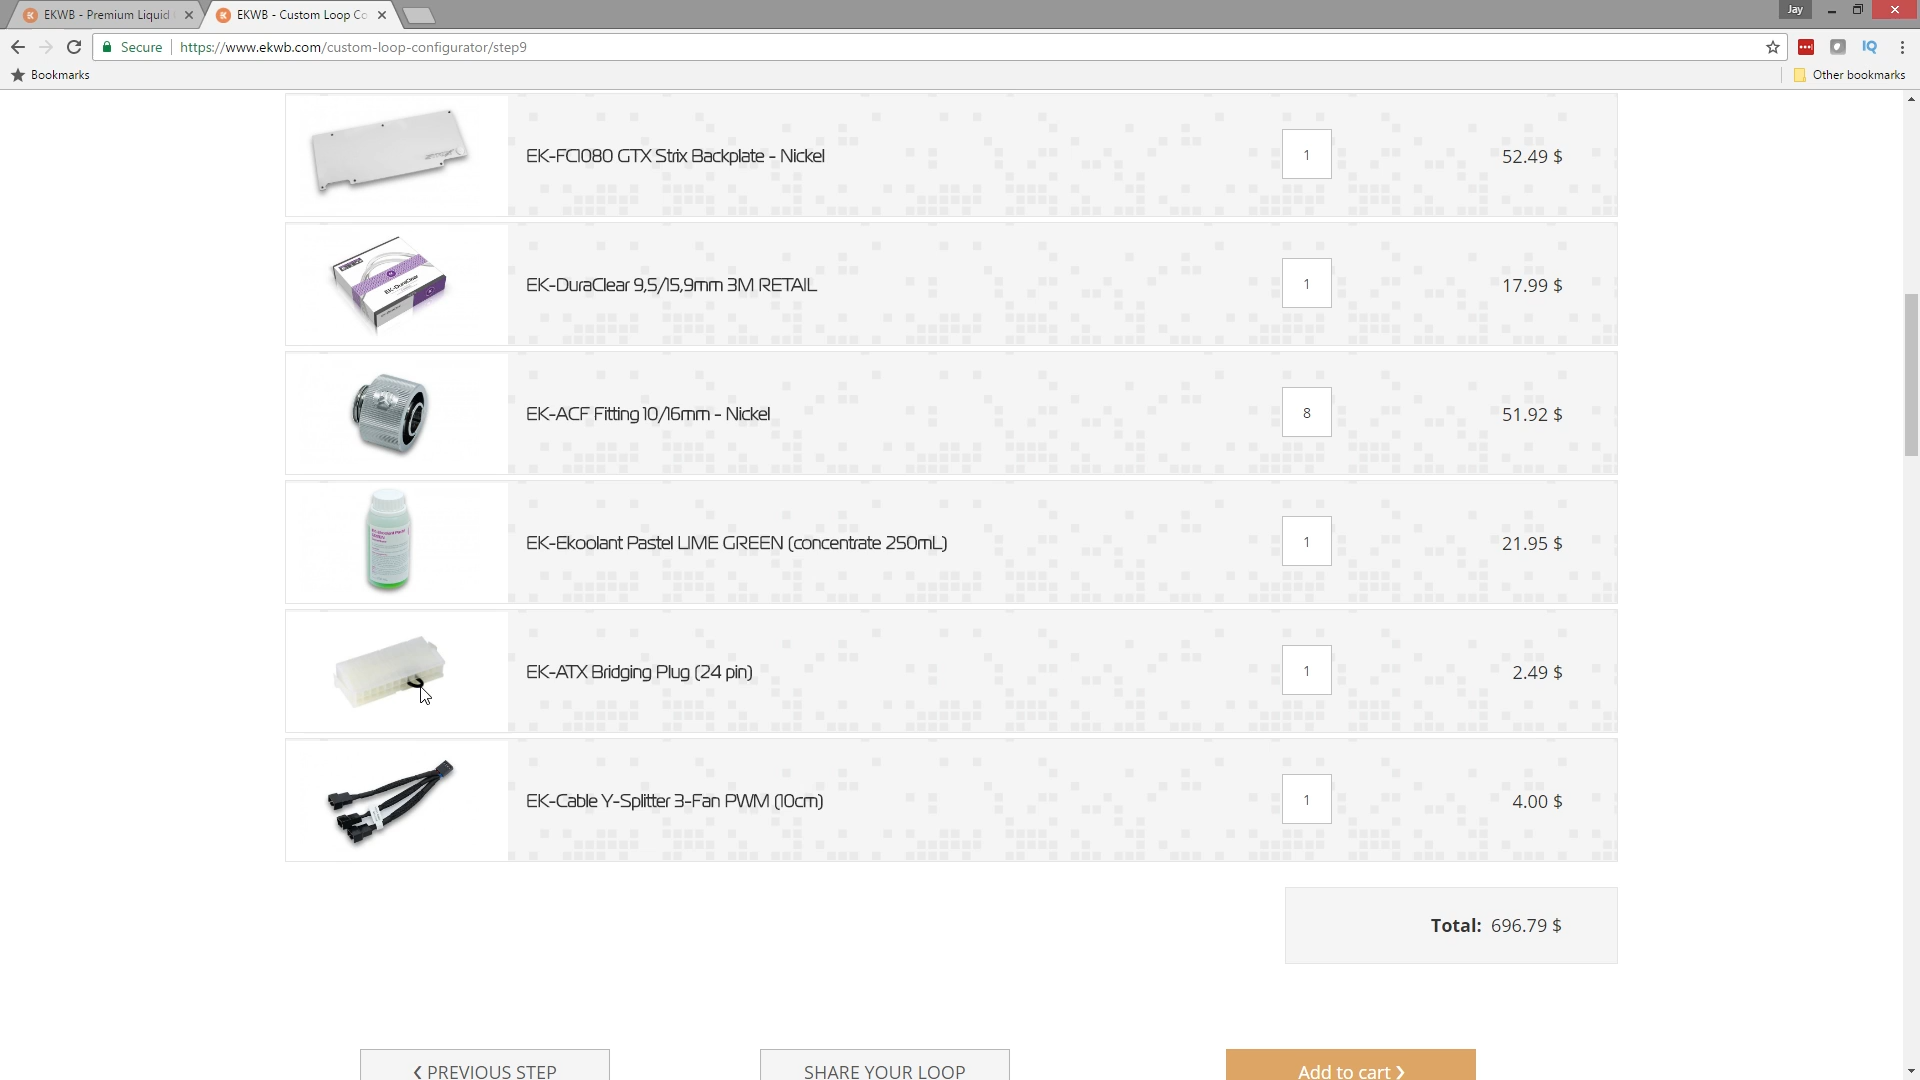 EKWB - Premium Liquid
EKWB - Custom Loop Co
Jay
Secure
https://www.ekwb.com/custom-loop-configurator/step9
IQ
Bookmarks
Other bookmarks
EK-FC1080 GTX Strix Backplate - Nickel
1
52.49 $
EK-DuraClear 9,5/15,9mm 3M RETAIL
1
17.99 $
EK-ACF Fitting 10/16mm - Nickel
8
51.92 $
EK-Ekoolant Pastel LIME GREEN (concentrate 250mL)
1
21.95 $
EK-ATX Bridging Plug (24 pin)
1
2.49 $
EK-Cable Y-Splitter 3-Fan PWM (10cm)
1
4.00 $
Total: 696.79 $
PREVIOUS STEP
SHARE YOUR LOOP
Add to cart